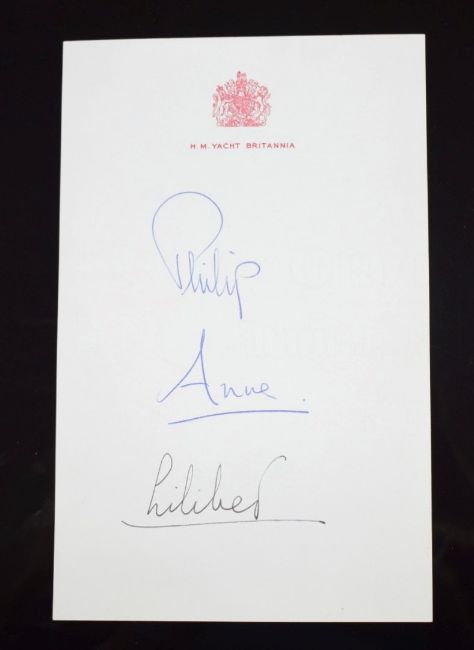 H. M. YACHT BRITANNIA
Philip
Anne.
Lilibet